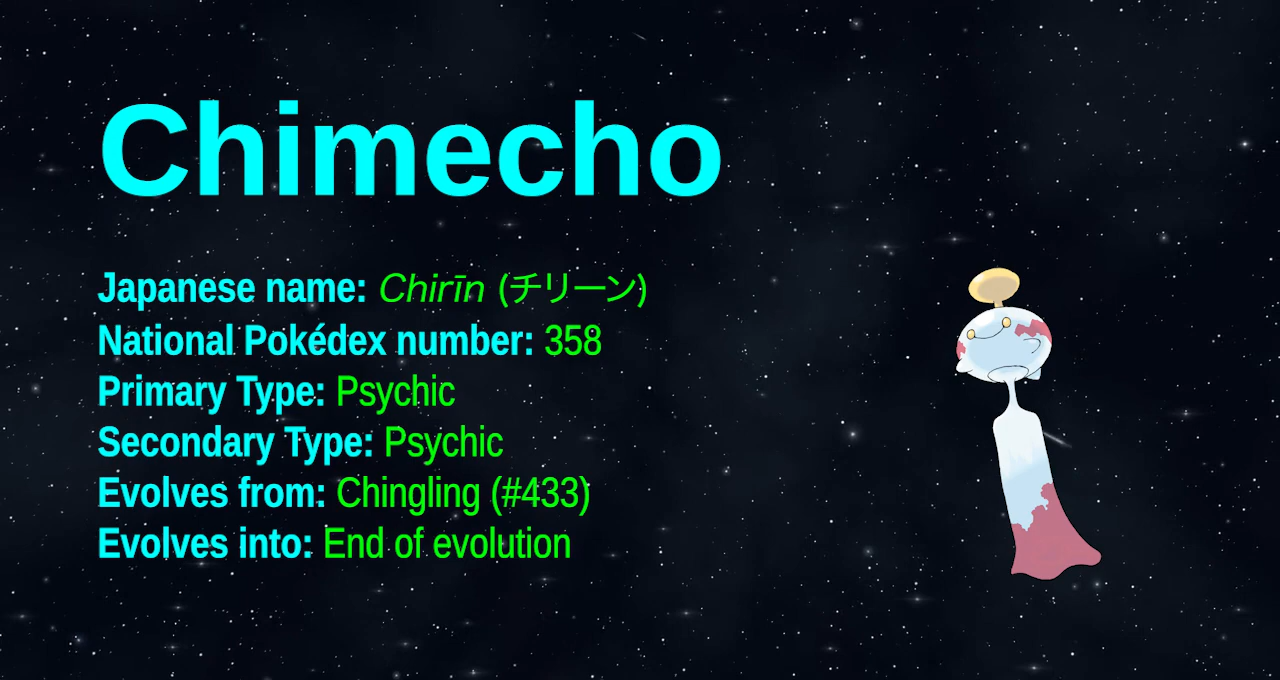 Chimecho
Japanese name: Chirīn (チリーン)
National Pokédex number: 358
Primary Type: Psychic
Secondary Type: Psychic
Evolves from: Chingling (#433)
Evolves into: End of evolution